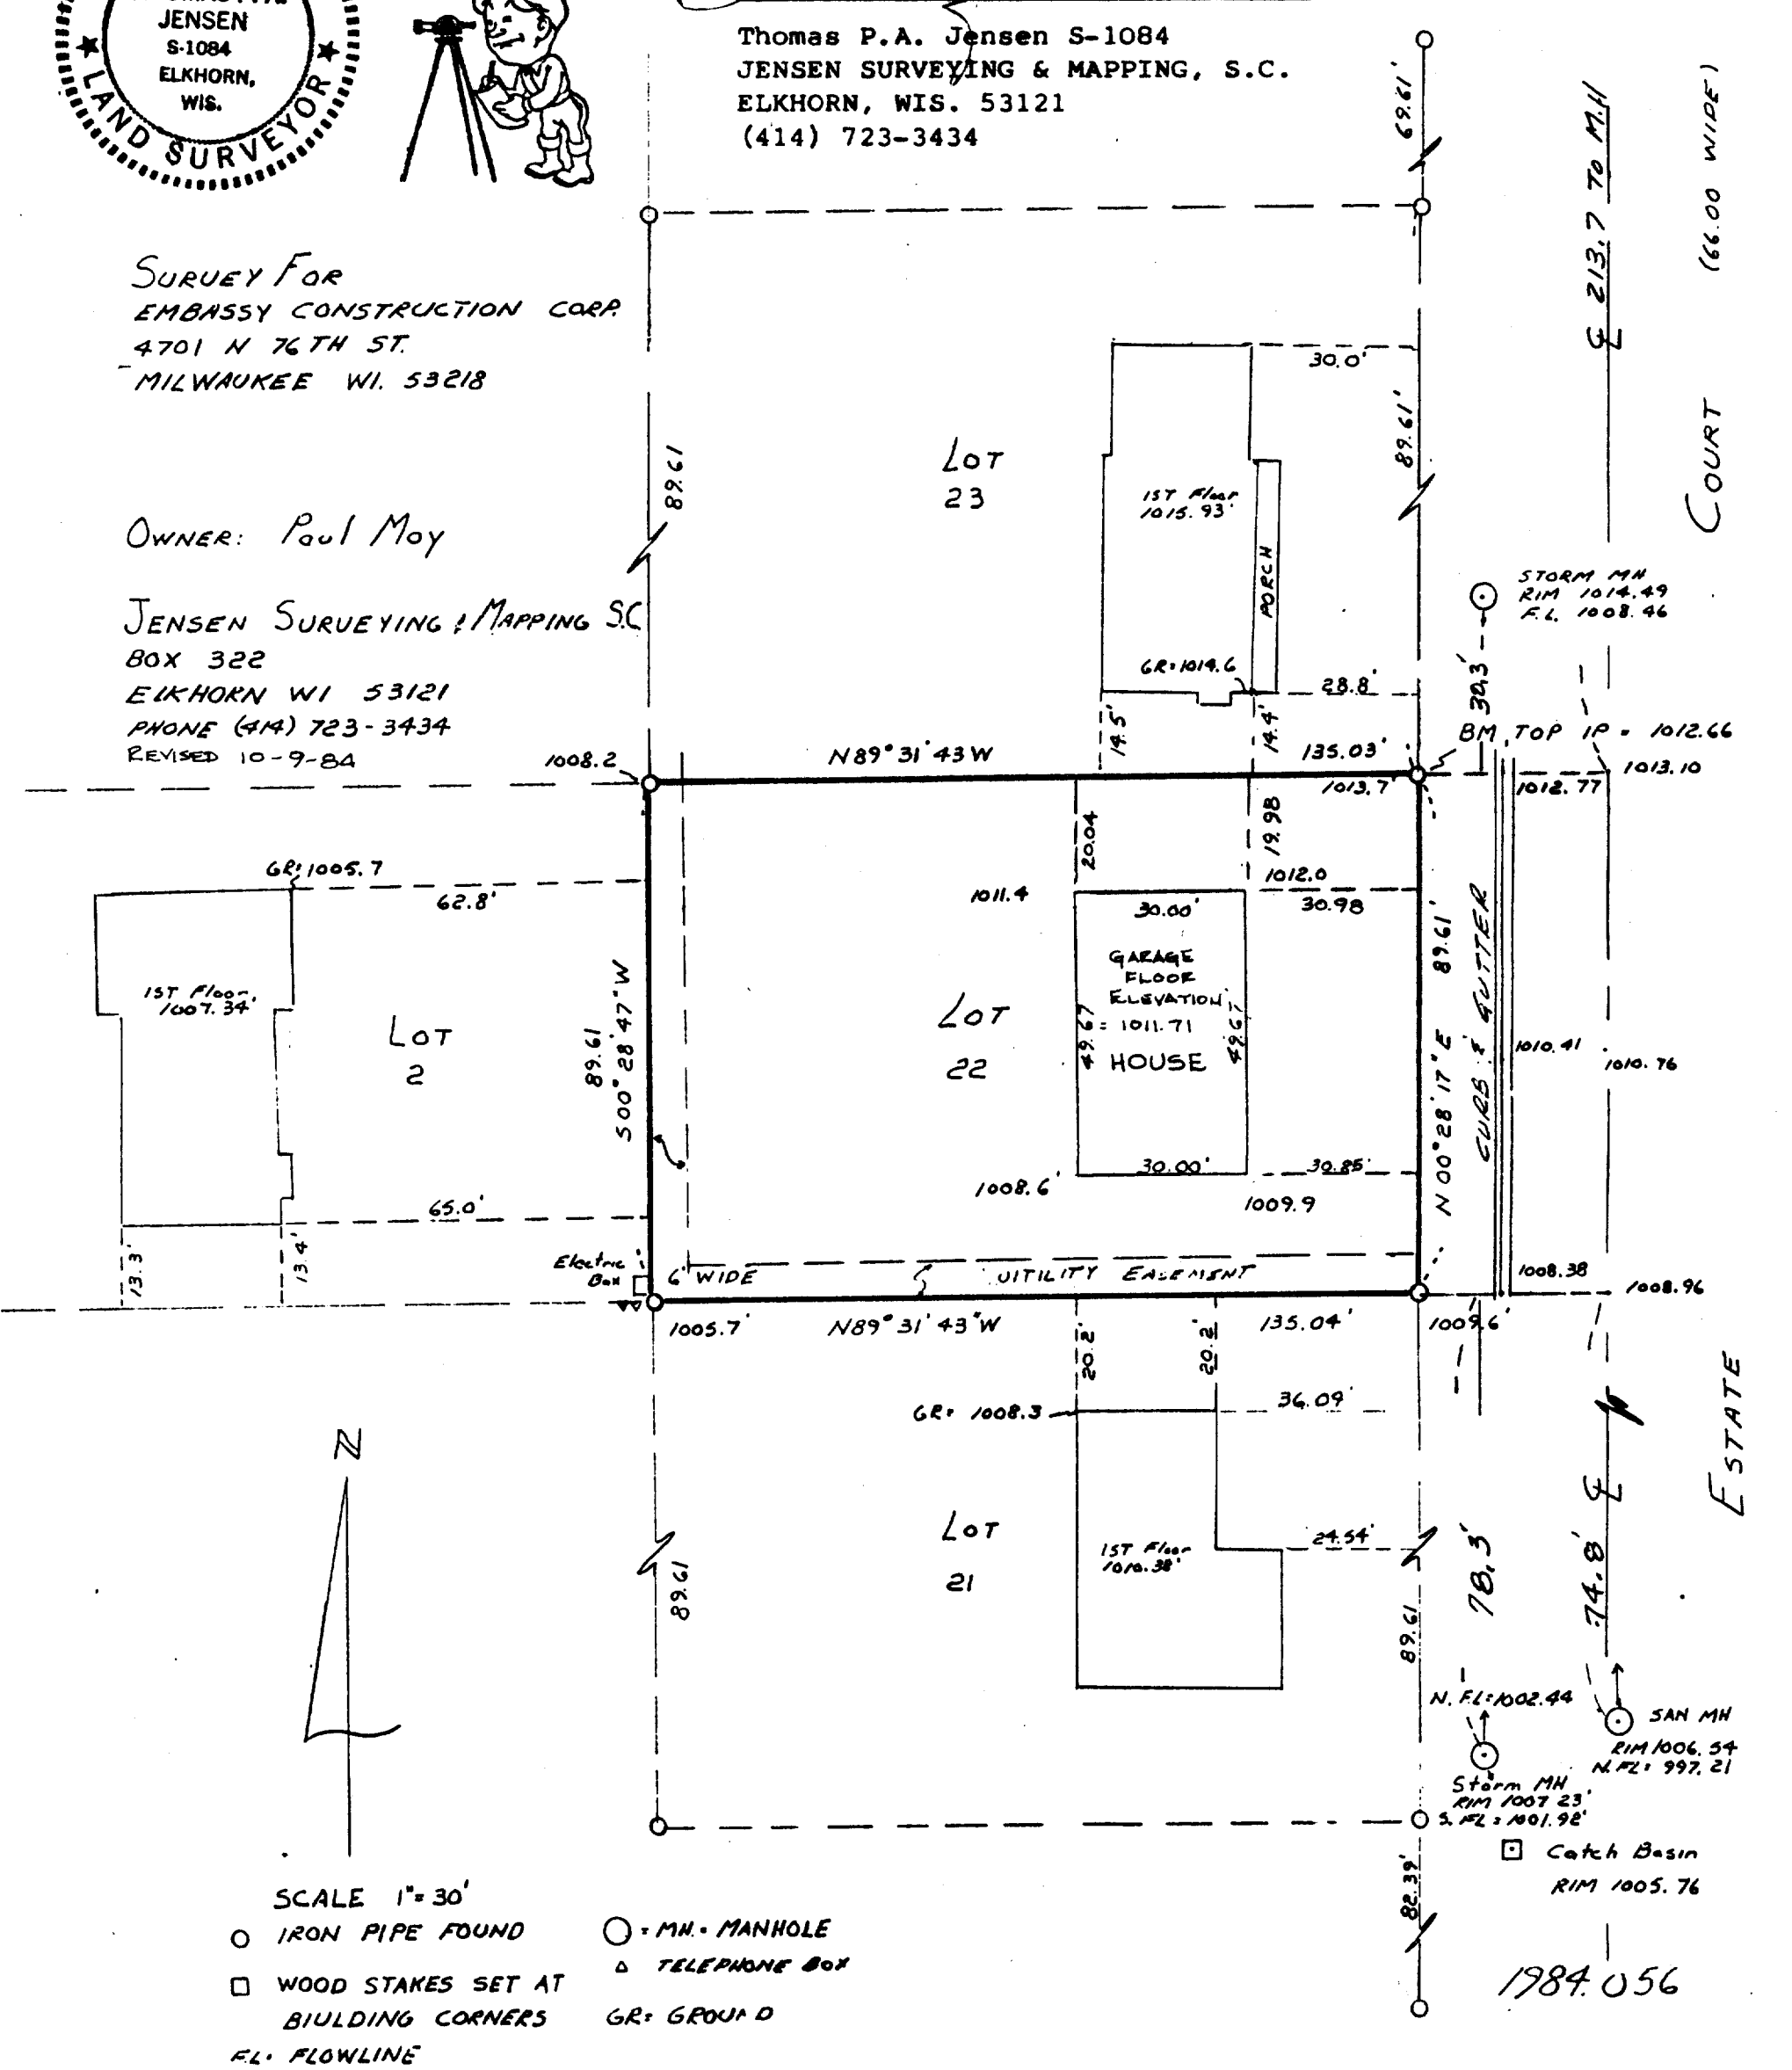 JENSEN
S-1084
ELKHORN,
WIS.
★ LAND SURVEYOR ★
Thomas P.A. Jensen S-1084
JENSEN SURVEYING & MAPPING, S.C.
ELKHORN, WIS. 53121
(414) 723-3434
69.61'
₵ 213.7 TO M.H
(66.00 WIDE)
COURT
SURVEY FOR
EMBASSY CONSTRUCTION CORP.
4701 N 76TH ST.
MILWAUKEE WI. 53218
30.0'
89.61
89.61'
LOT
23
1ST Floor
1015.93'
PORCH
OWNER: Paul Moy
STORM MH
RIM 1014.49
F.L. 1008.46
JENSEN SURVEYING & MAPPING S.C
BOX 322
ELKHORN WI 53121
PHONE (414) 723-3434
REVISED 10-9-84
GR=1014.6
28.8'
30.3'
14.5'
14.4'
BM TOP IP = 1012.66
1008.2
N89°31'43W
135.03'
1013.7
1012.77
1013.10
20.04
19.98
GR=1005.7
62.8'
1011.4
1012.0
30.00'
30.98
GARAGE
FLOOR
ELEVATION
= 1011.71
HOUSE
49.67
49.67
1ST Floor
1007.34'
LOT
2
89.61
S 00°28'47"W
LOT
22
89.61'
N 00°28'17"E
CURB & GUTTER
1010.41
1010.76
30.00'
30.85'
1008.6
1009.9
65.0'
13.3'
13.4'
Electric
Box
6' WIDE
UITILITY EASEMENT
1008.38
1008.96
1005.7
N89°31'43"W
135.04'
1009.6
20.2'
20.2'
GR= 1008.3
36.09'
ESTATE
N
LOT
21
1ST Floor
1010.38'
24.54'
89.61
89.61
78.3'
74.8' ₵
N. FL=1002.44
SAN MH
RIM 1006.54
N. FL= 997.21
Storm MH
RIM 1007 23'
S. FL = 1001.92'
Catch Basin
RIM 1005.76
82.39'
SCALE 1"=30'
IRON PIPE FOUND
= MH. = MANHOLE
TELEPHONE BOX
WOOD STAKES SET AT
BIULDING CORNERS
GR= GROUND
F.L. FLOWLINE
1984.056